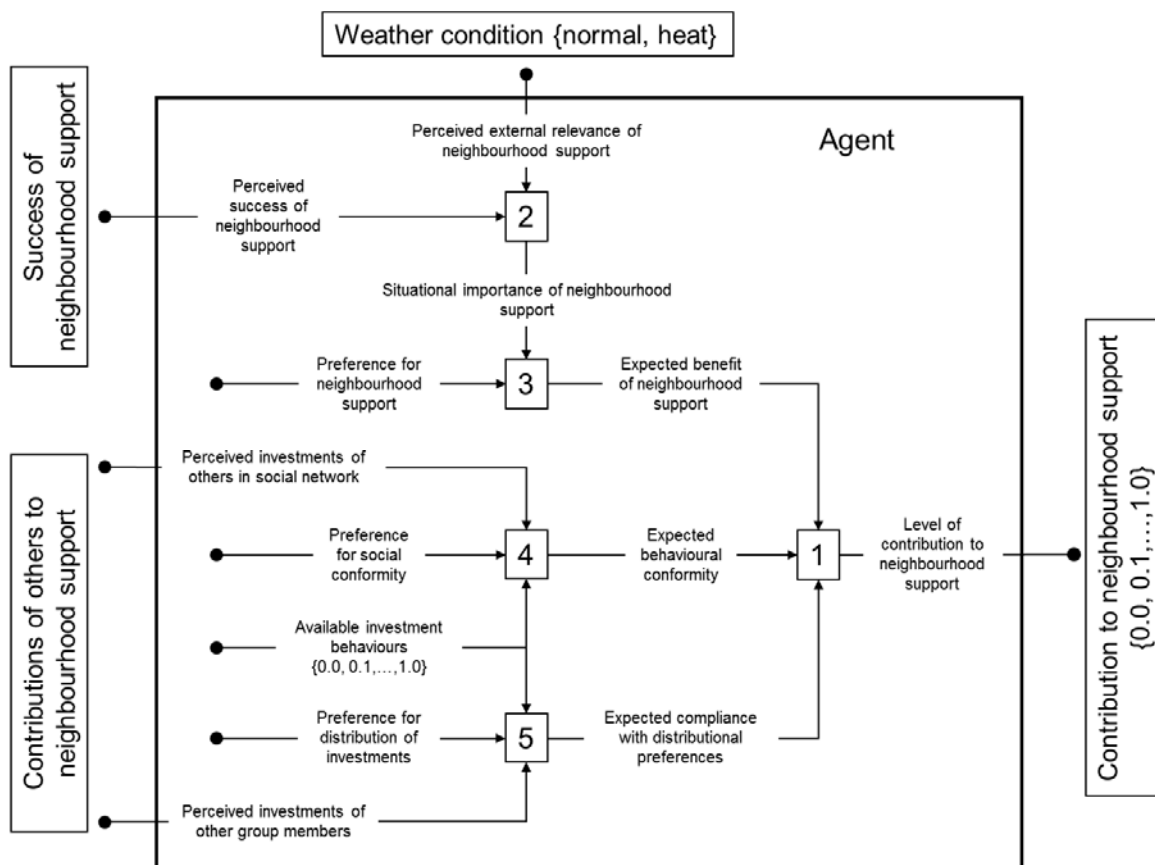 Weather condition {normal, heat}
Success of
neighbourhood support
Agent
Perceived external relevance of
neighbourhood support
Perceived
success of
neighbourhood
support
2
Situational importance of neighbourhood
support
Preference for
neighbourhood
support
3
Expected benefit
of neighbourhood
support
Contributions of others to
neighbourhood support
Perceived investments of
others in social network
Preference
for social
conformity
4
Expected
behavioural
conformity
1
Level of
contribution to
neighbourhood
support
Contribution to neighbourhood support
{0.0, 0.1,…,1.0}
Available investment
behaviours
{0.0, 0.1,…,1.0}
Preference for
distribution of
investments
5
Expected compliance
with distributional
preferences
Perceived investments of
other group members